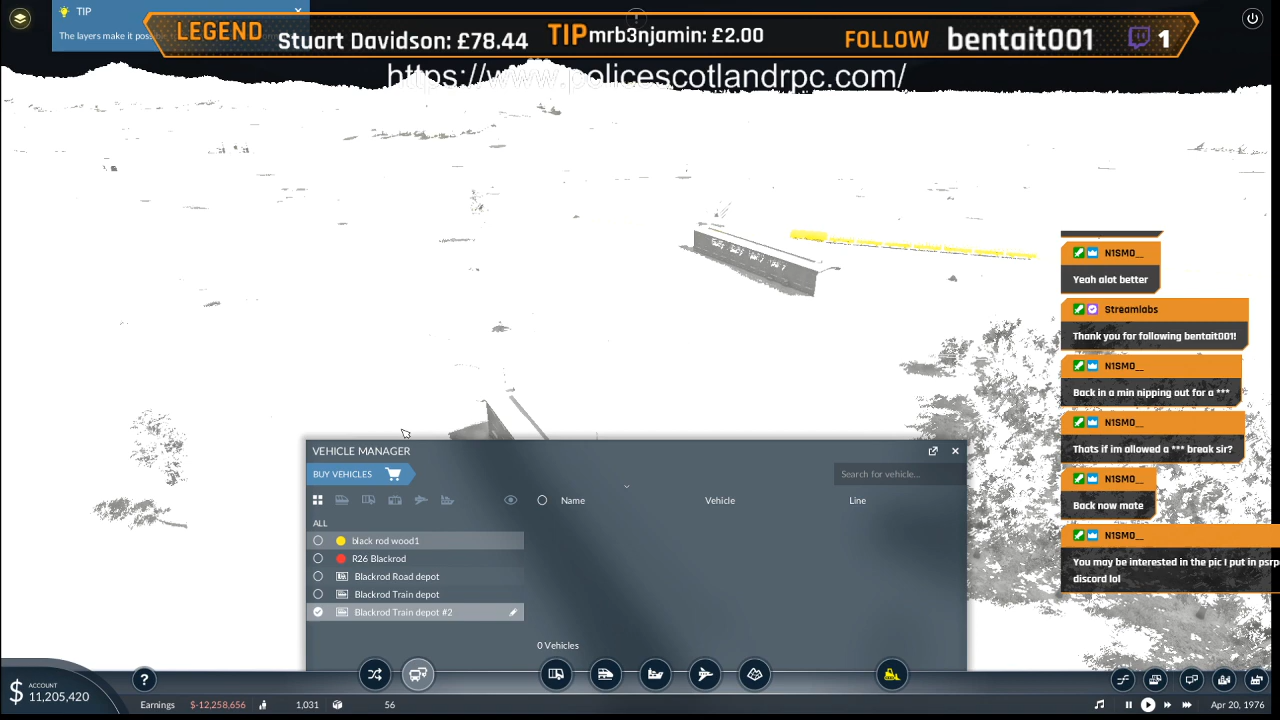 TIP
The layers make it poss
LEGEND Stuart Davidson: £78.44 TIP mrb3njamin: £2.00 FOLLOW bentait001 1
https://www.policescotlandrpc.com/
N1SMO__
Yeah alot better
Streamlabs
Thank you for following bentait001!
N1SMO__
Back in a min nipping out for a ***
N1SMO__
Thats if im allowed a *** break sir?
N1SMO__
Back now mate
N1SMO__
You may be interested in the pic I put in psrp
discord lol
VEHICLE MANAGER
BUY VEHICLES
Search for vehicle...
Name Vehicle Line
ALL
black rod wood1
R26 Blackrod
Blackrod Road depot
Blackrod Train depot
Blackrod Train depot #2
0 Vehicles
$ ACCOUNT
11,205,420
?
Earnings $-12,258,656 1,031 56 Apr 20, 1976